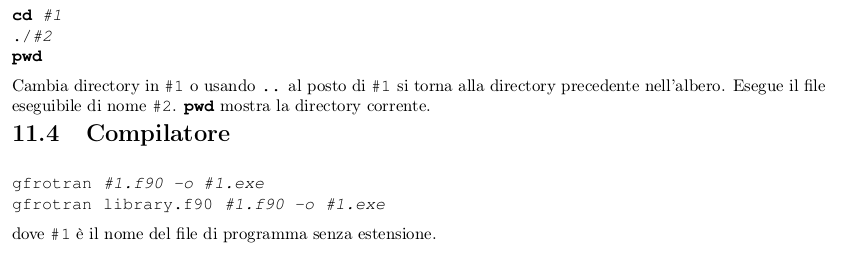 cd #1
./#2
pwd
Cambia directory in #1 o usando .. al posto di #1 si torna alla directory precedente nell'albero. Esegue il file
eseguibile di nome #2. pwd mostra la directory corrente.
11.4 Compilatore
gfrotran #1.f90 -o #1.exe
gfrotran library.f90 #1.f90 -o #1.exe
dove #1 è il nome del file di programma senza estensione.